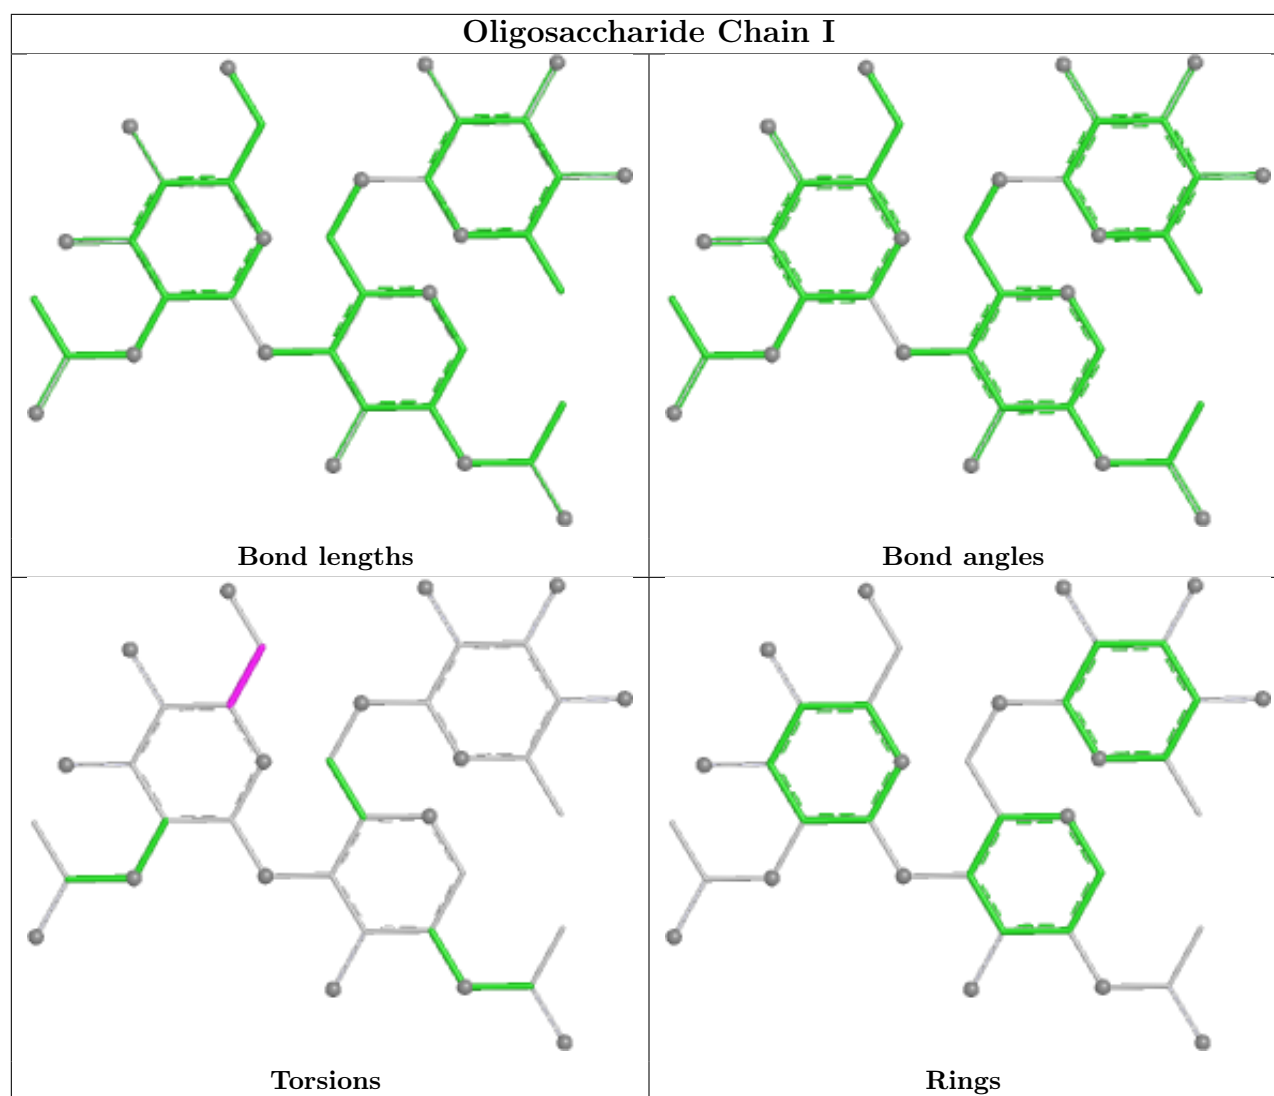 Oligosaccharide Chain I
Bond lengths
Bond angles
Torsions
Rings